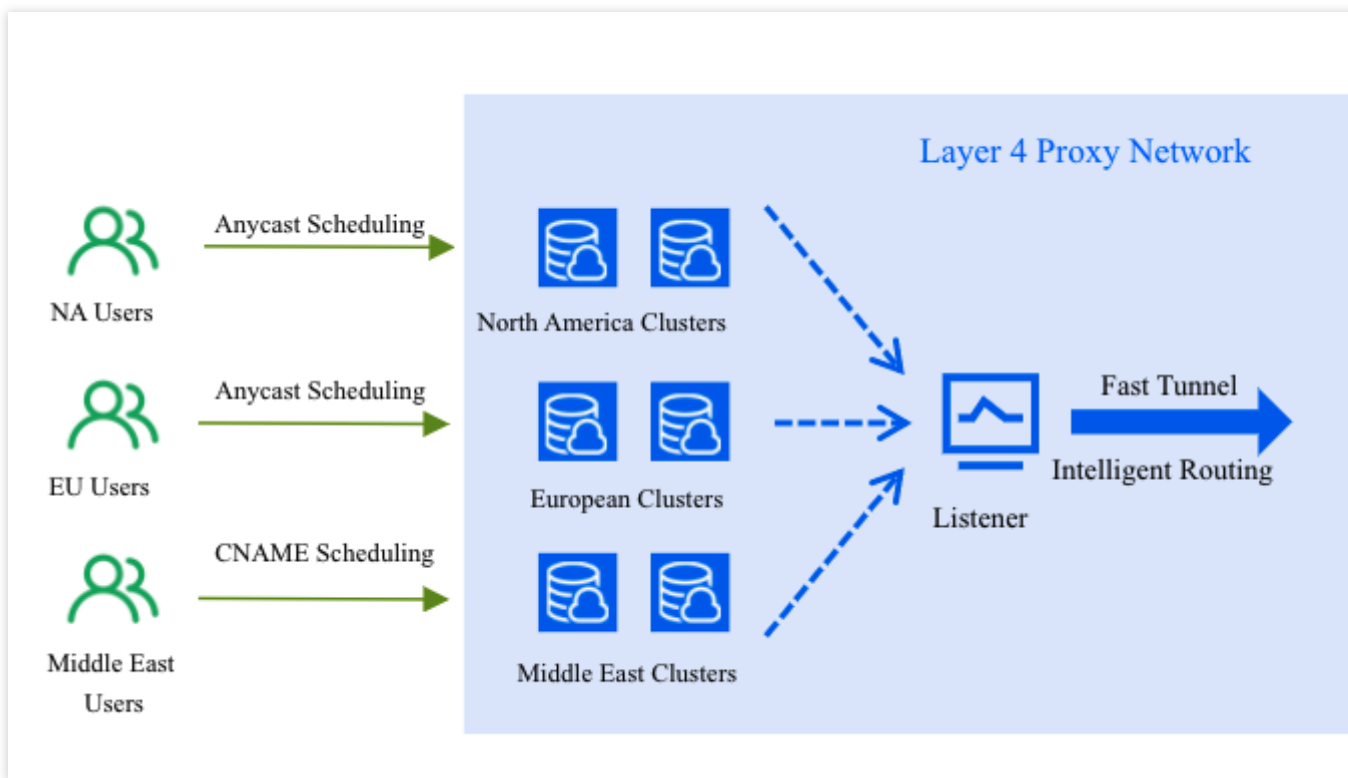 Layer 4 Proxy Network
Anycast Scheduling
NA Users
North America Clusters
Anycast Scheduling
EU Users
European Clusters
Fast Tunnel
Intelligent Routing
Listener
CNAME Scheduling
Middle East
Users
Middle East Clusters